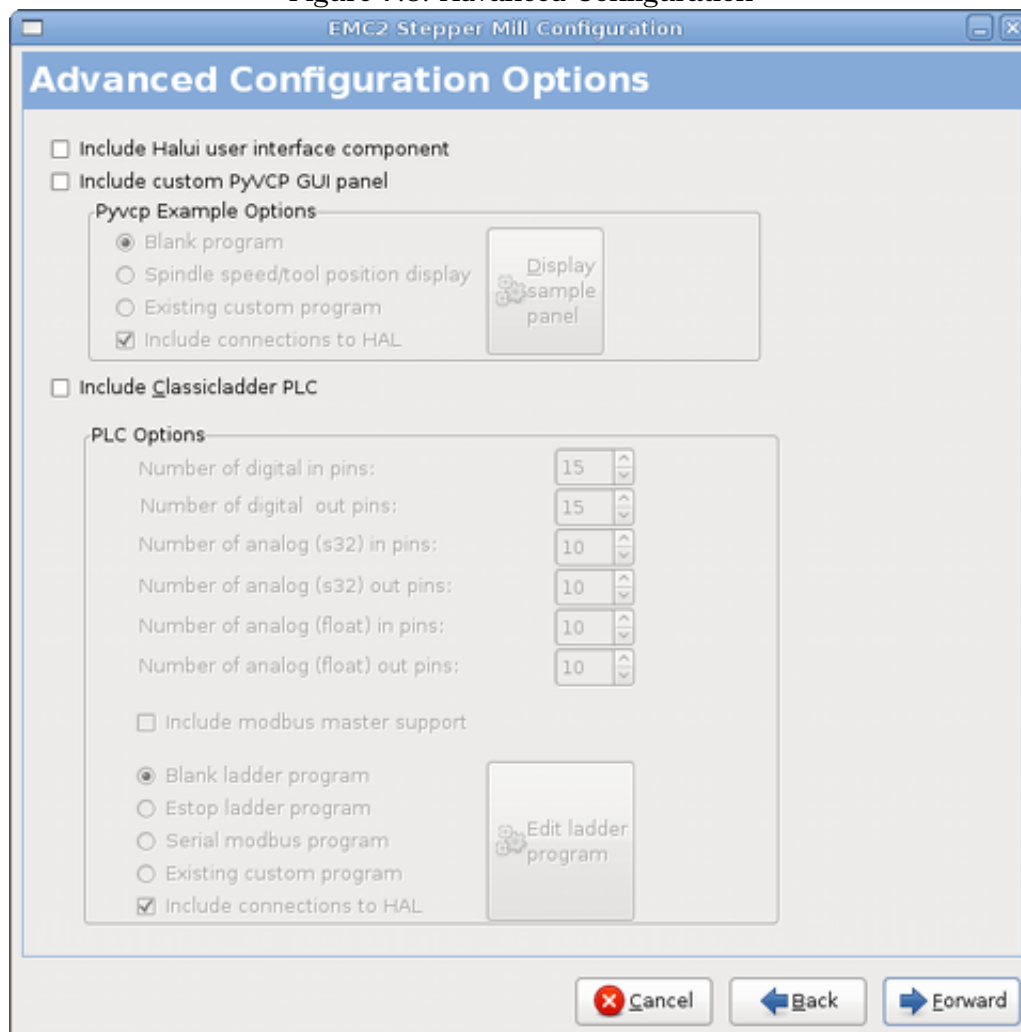 EMC2 Stepper Mill Configuration
Advanced Configuration Options
Include Halui user interface component
Include custom PyVCP GUI panel
Pyvcp Example Options
Blank program
Spindle speed/tool position display
Existing custom program
Include connections to HAL
Display
sample
panel
Include Classicladder PLC
PLC Options
Number of digital in pins: 15
Number of digital out pins: 15
Number of analog (s32) in pins: 10
Number of analog (s32) out pins: 10
Number of analog (float) in pins: 10
Number of analog (float) out pins: 10
Include modbus master support
Blank ladder program
Estop ladder program
Serial modbus program
Existing custom program
Include connections to HAL
Edit ladder
program
Cancel Back Forward